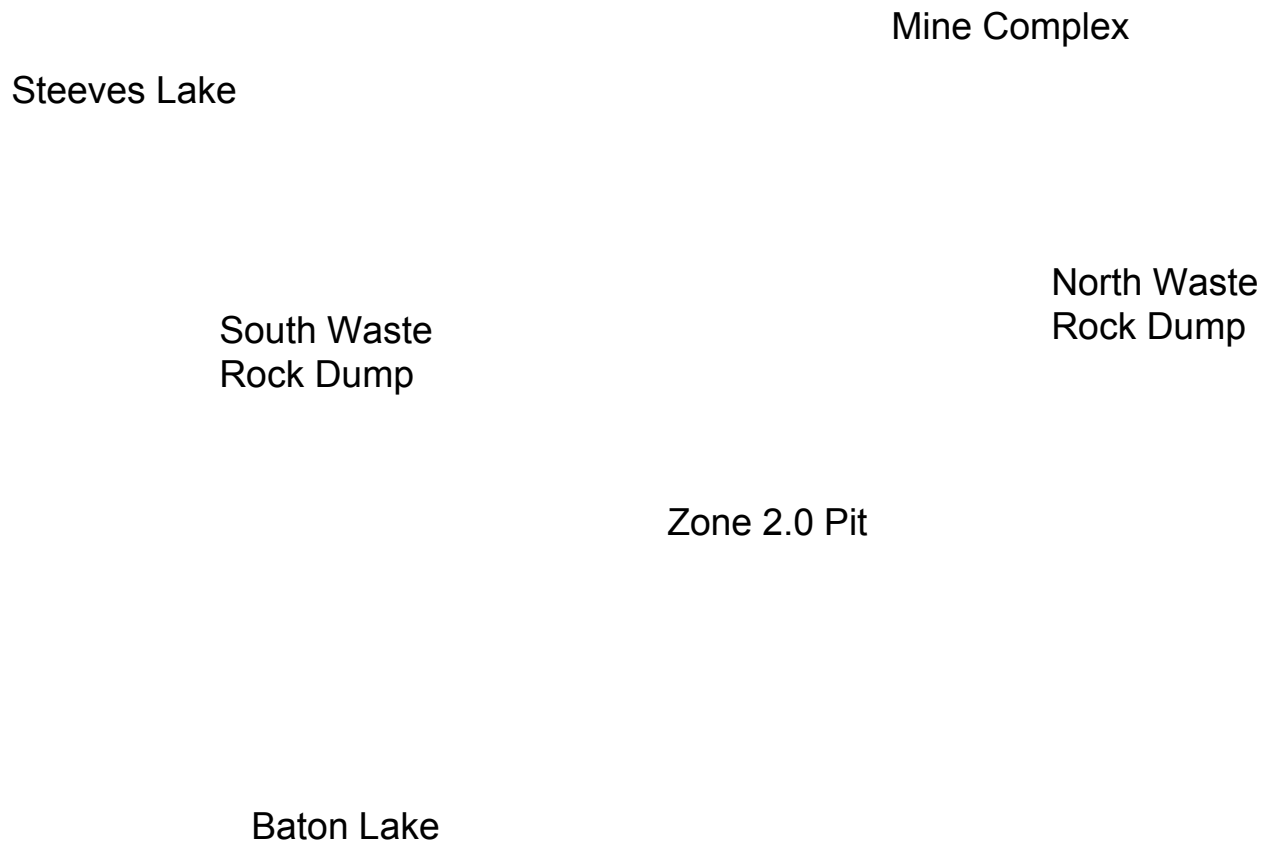 Mine Complex
Steeves Lake
North Waste
Rock Dump
South Waste
Rock Dump
Zone 2.0 Pit
Baton Lake